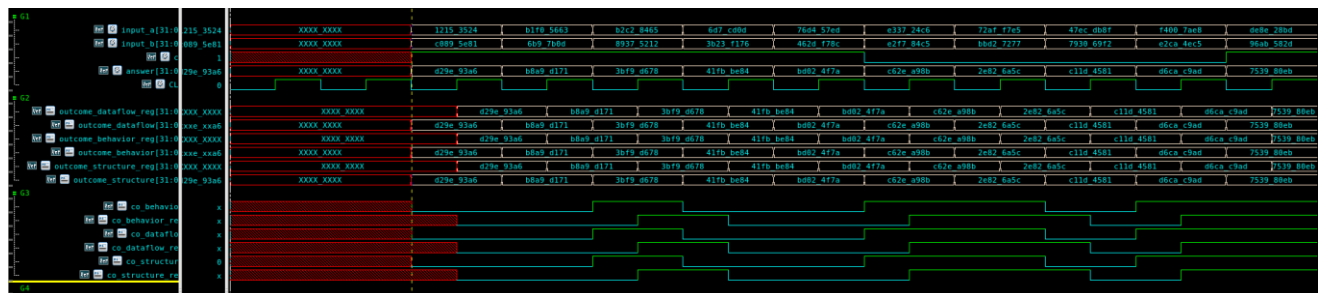 G1
input_a[31:0 215_3524 XXXX_XXXX 1215_3524 b1f0_5663 b2c2_8465 6d7_cd0d 76d4_57ed e337_24c6 72af_f7e5 47ec_db8f f400_7ae8 de8e_28bd
input_b[31:0 089_5e81 XXXX_XXXX c089_5e81 6b9_7b0d 8937_5212 3b23_f176 462d_f78c e2f7_84c5 bbd2_7277 7930_69f2 e2ca_4ec5 96ab_582d
c 1
answer[31:0 29e_93a6 XXXX_XXXX d29e_93a6 b8a9_d171 3bf9_d678 41fb_be84 bd02_4f7a c62e_a98b 2e82_6a5c c11d_4581 d6ca_c9ad 7539_80eb
CL 0
G2
outcome_dataflow_reg[31:0 XXX_XXXX XXXX_XXXX d29e_93a6 b8a9_d171 3bf9_d678 41fb_be84 bd02_4f7a c62e_a98b 2e82_6a5c c11d_4581 d6ca_c9ad 7539_80eb
outcome_dataflow[31:0 xxe_xxa6 XXXX_XXXX d29e_93a6 b8a9_d171 3bf9_d678 41fb_be84 bd02_4f7a c62e_a98b 2e82_6a5c c11d_4581 d6ca_c9ad 7539_80eb
outcome_behavior_reg[31:0 XXX_XXXX XXXX_XXXX d29e_93a6 b8a9_d171 3bf9_d678 41fb_be84 bd02_4f7a c62e_a98b 2e82_6a5c c11d_4581 d6ca_c9ad 7539_80eb
outcome_behavior[31:0 xxe_xxa6 XXXX_XXXX d29e_93a6 b8a9_d171 3bf9_d678 41fb_be84 bd02_4f7a c62e_a98b 2e82_6a5c c11d_4581 d6ca_c9ad 7539_80eb
outcome_structure_reg[31:0 XXX_XXXX XXXX_XXXX d29e_93a6 b8a9_d171 3bf9_d678 41fb_be84 bd02_4f7a c62e_a98b 2e82_6a5c c11d_4581 d6ca_c9ad 7539_80eb
outcome_structure[31:0 29e_93a6 XXXX_XXXX d29e_93a6 b8a9_d171 3bf9_d678 41fb_be84 bd02_4f7a c62e_a98b 2e82_6a5c c11d_4581 d6ca_c9ad 7539_80eb
G3
co_behavio x
co_behavior_re x
co_dataflo x
co_dataflow_re x
co_structur 0
co_structure_re x
G4